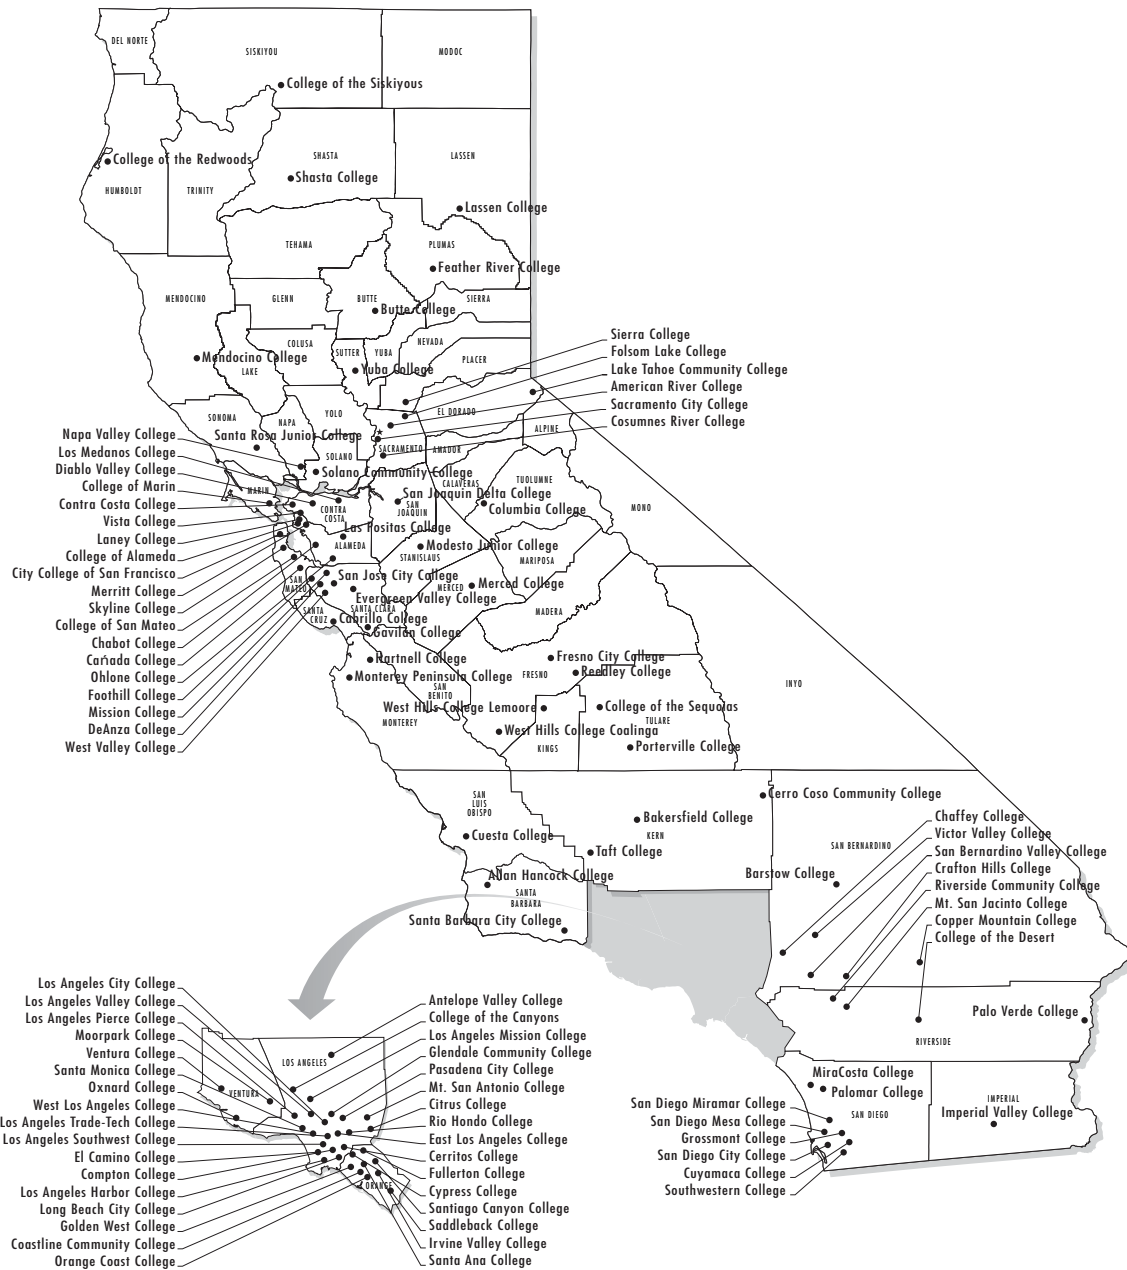 DEL NORTE
SISKIYOU
MODOC
College of the Siskiyous
College of the Redwoods
SHASTA
LASSEN
Shasta College
HUMBOLDT
TRINITY
Lassen College
TEHAMA
PLUMAS
Feather River College
MENDOCINO
GLENN
BUTTE
SIERRA
Butte College
COLUSA
NEVADA
SUTTER
YUBA
PLACER
Mendocino College
LAKE
Yuba College
Sierra College
Folsom Lake College
Lake Tahoe Community College
American River College
Sacramento City College
Cosumnes River College
SONOMA
NAPA
YOLO
EL DORADO
ALPINE
Santa Rosa Junior College
SOLANO
SACRAMENTO
AMADOR
Solano Community College
CALAVERAS
TUOLUMNE
MARIN
San Joaquin Delta College
SAN
JOAQUIN
Columbia College
MONO
CONTRA
COSTA
Las Positas College
ALAMEDA
Modesto Junior College
STANISLAUS
MARIPOSA
SAN
MATEO
San Jose City College
MERCED
Merced College
Evergreen Valley College
SANTA
CRUZ
SANTA CLARA
MADERA
Cabrillo College
Gavilan College
Napa Valley College
Los Medanos College
Diablo Valley College
College of Marin
Contra Costa College
Vista College
Laney College
College of Alameda
City College of San Francisco
Merritt College
Skyline College
College of San Mateo
Chabot College
Cañada College
Ohlone College
Foothill College
Mission College
DeAnza College
West Valley College
Hartnell College
Fresno City College
Monterey Peninsula College
FRESNO
Reedley College
SAN
BENITO
INYO
West Hills College Lemoore
College of the Sequoias
MONTEREY
TULARE
West Hills College Coalinga
KINGS
Porterville College
SAN
LUIS
OBISPO
Cerro Coso Community College
Bakersfield College
Cuesta College
KERN
Taft College
SAN BERNARDINO
Allan Hancock College
Barstow College
SANTA
BARBARA
Santa Barbara City College
Chaffey College
Victor Valley College
San Bernardino Valley College
Crafton Hills College
Riverside Community College
Mt. San Jacinto College
Copper Mountain College
College of the Desert
Palo Verde College
RIVERSIDE
MiraCosta College
Palomar College
SAN DIEGO
IMPERIAL
Imperial Valley College
San Diego Miramar College
San Diego Mesa College
Grossmont College
San Diego City College
Cuyamaca College
Southwestern College
Los Angeles City College
Los Angeles Valley College
Los Angeles Pierce College
Moorpark College
Ventura College
Santa Monica College
Oxnard College
West Los Angeles College
Los Angeles Trade-Tech College
Los Angeles Southwest College
El Camino College
Compton College
Los Angeles Harbor College
Long Beach City College
Golden West College
Coastline Community College
Orange Coast College
LOS ANGELES
VENTURA
ORANGE
Antelope Valley College
College of the Canyons
Los Angeles Mission College
Glendale Community College
Pasadena City College
Mt. San Antonio College
Citrus College
Rio Hondo College
East Los Angeles College
Cerritos College
Fullerton College
Cypress College
Santiago Canyon College
Saddleback College
Irvine Valley College
Santa Ana College